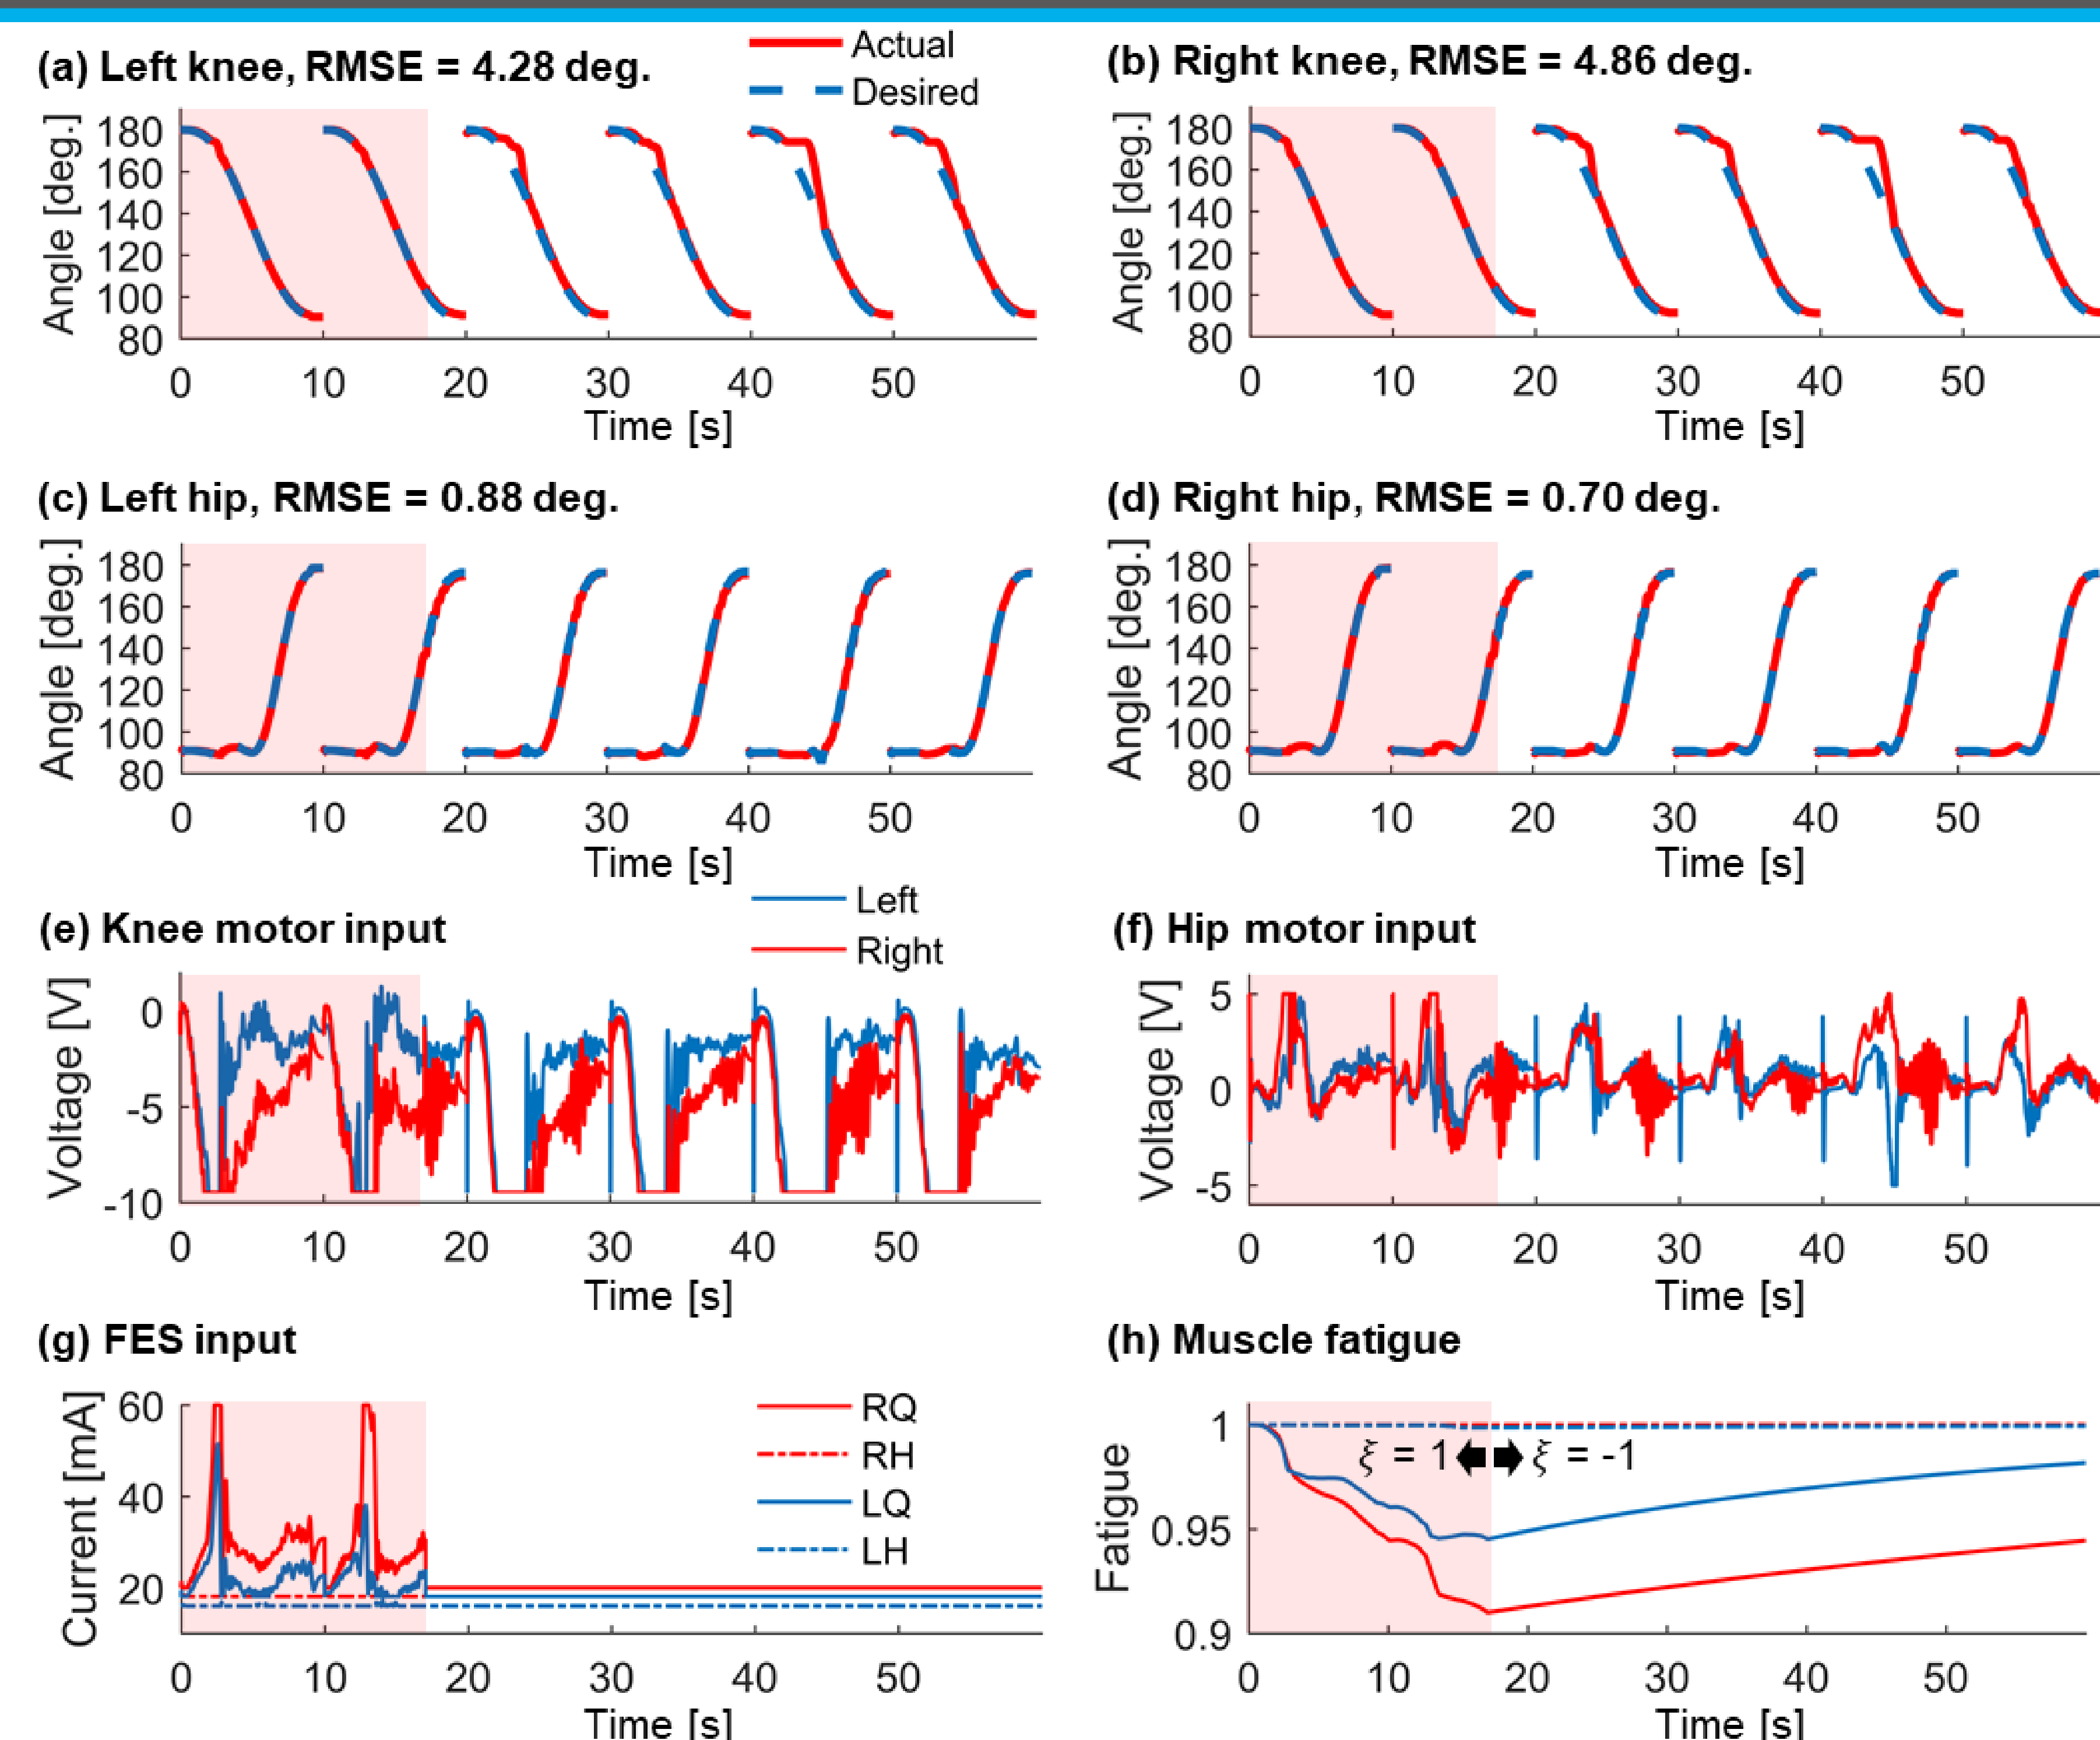 (a) Left knee, RMSE = 4.28 deg.
Actual
Desired
Angle [deg.]
180
160
140
120
100
80
0 10 20 30 40 50
Time [s]
(b) Right knee, RMSE = 4.86 deg.
Angle [deg.]
180
160
140
120
100
80
0 10 20 30 40 50
Time [s]
(c) Left hip, RMSE = 0.88 deg.
Angle [deg.]
180
160
140
120
100
80
0 10 20 30 40 50
Time [s]
(d) Right hip, RMSE = 0.70 deg.
Angle [deg.]
180
160
140
120
100
80
0 10 20 30 40 50
Time [s]
(e) Knee motor input
Left
Right
Voltage [V]
0
-5
-10
0 10 20 30 40 50
Time [s]
(f) Hip motor input
Voltage [V]
5
0
-5
0 10 20 30 40 50
Time [s]
(g) FES input
Current [mA]
60
40
20
RQ
RH
LQ
LH
0 10 20 30 40 50
Time [s]
(h) Muscle fatigue
Fatigue
1
0.95
0.9
ξ = 1 ξ = -1
0 10 20 30 40 50
Time [s]